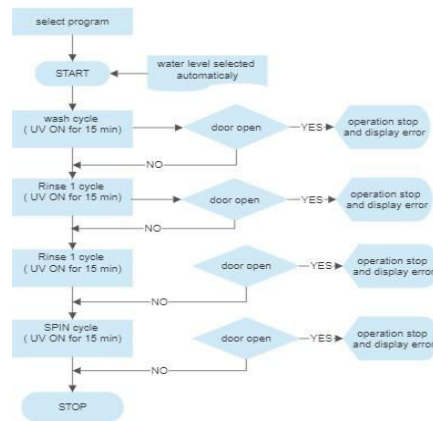 select program
START
water level selected
automaticaly
wash cycle
( UV ON for 15 min)
door open
YES
operation stop
and display error
NO
Rinse 1 cycle
( UV ON for 15 min)
door open
YES
operation stop
and display error
NO
Rinse 1 cycle
( UV ON for 15 min)
door open
YES
operation stop
and display error
NO
SPIN cycle
( UV ON for 15 min)
door open
YES
operation stop
and display error
NO
STOP